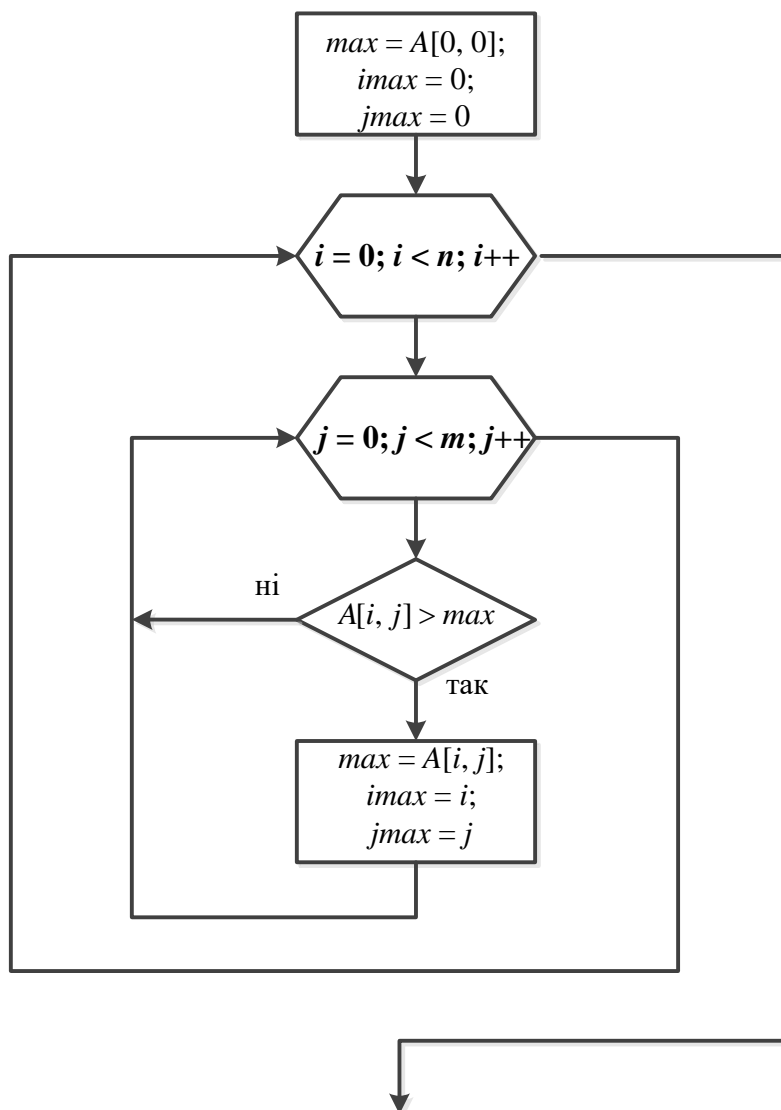 max = A[0, 0];
imax = 0;
jmax = 0
i = 0; i < n; i++
j = 0; j < m; j++
ні
A[i, j] > max
так
max = A[i, j];
imax = i;
jmax = j